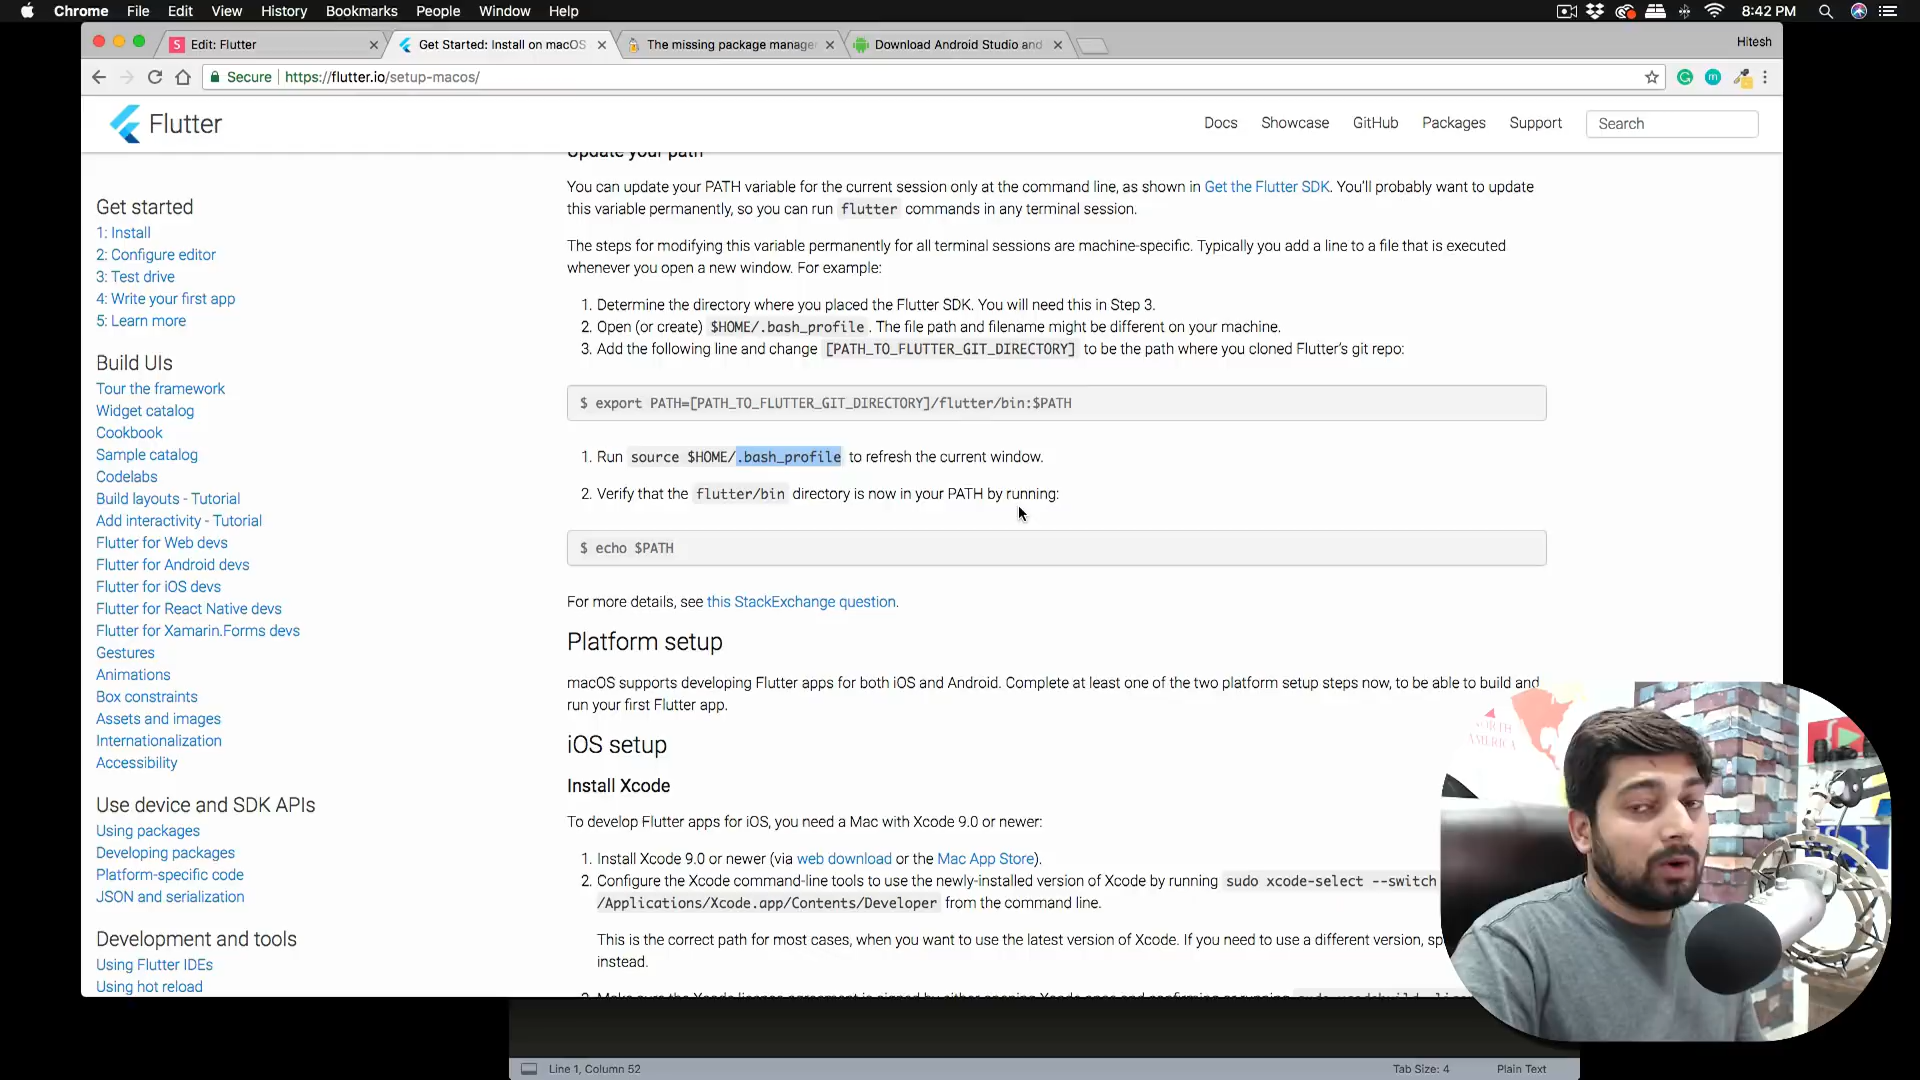 Chrome File Edit View History Bookmarks People Window Help 8:42 PM
Edit: Flutter
Get Started: Install on macOS
The missing package manage
Download Android Studio and
Hitesh
Secure https://flutter.io/setup-macos/
Flutter
Docs Showcase GitHub Packages Support Search
Get started
1: Install
2: Configure editor
3: Test drive
4: Write your first app
5: Learn more
Build UIs
Tour the framework
Widget catalog
Cookbook
Sample catalog
Codelabs
Build layouts - Tutorial
Add interactivity - Tutorial
Flutter for Web devs
Flutter for Android devs
Flutter for iOS devs
Flutter for React Native devs
Flutter for Xamarin.Forms devs
Gestures
Animations
Box constraints
Assets and images
Internationalization
Accessibility
Use device and SDK APIs
Using packages
Developing packages
Platform-specific code
JSON and serialization
Development and tools
Using Flutter IDEs
Using hot reload
Update your path
You can update your PATH variable for the current session only at the command line, as shown in Get the Flutter SDK. You'll probably want to update
this variable permanently, so you can run flutter commands in any terminal session.
The steps for modifying this variable permanently for all terminal sessions are machine-specific. Typically you add a line to a file that is executed
whenever you open a new window. For example:
1. Determine the directory where you placed the Flutter SDK. You will need this in Step 3.
2. Open (or create) $HOME/.bash_profile. The file path and filename might be different on your machine.
3. Add the following line and change [PATH_TO_FLUTTER_GIT_DIRECTORY] to be the path where you cloned Flutter's git repo:
$ export PATH=[PATH_TO_FLUTTER_GIT_DIRECTORY]/flutter/bin:$PATH
1. Run source $HOME/.bash_profile to refresh the current window.
2. Verify that the flutter/bin directory is now in your PATH by running:
$ echo $PATH
For more details, see this StackExchange question.
Platform setup
macOS supports developing Flutter apps for both iOS and Android. Complete at least one of the two platform setup steps now, to be able to build and
run your first Flutter app.
iOS setup
Install Xcode
To develop Flutter apps for iOS, you need a Mac with Xcode 9.0 or newer:
1. Install Xcode 9.0 or newer (via web download or the Mac App Store).
2. Configure the Xcode command-line tools to use the newly-installed version of Xcode by running sudo xcode-select --switch
/Applications/Xcode.app/Contents/Developer from the command line.
This is the correct path for most cases, when you want to use the latest version of Xcode. If you need to use a different version, sp
instead.
NORTH
AMERICA
Line 1, Column 52
Tab Size: 4 Plain Text